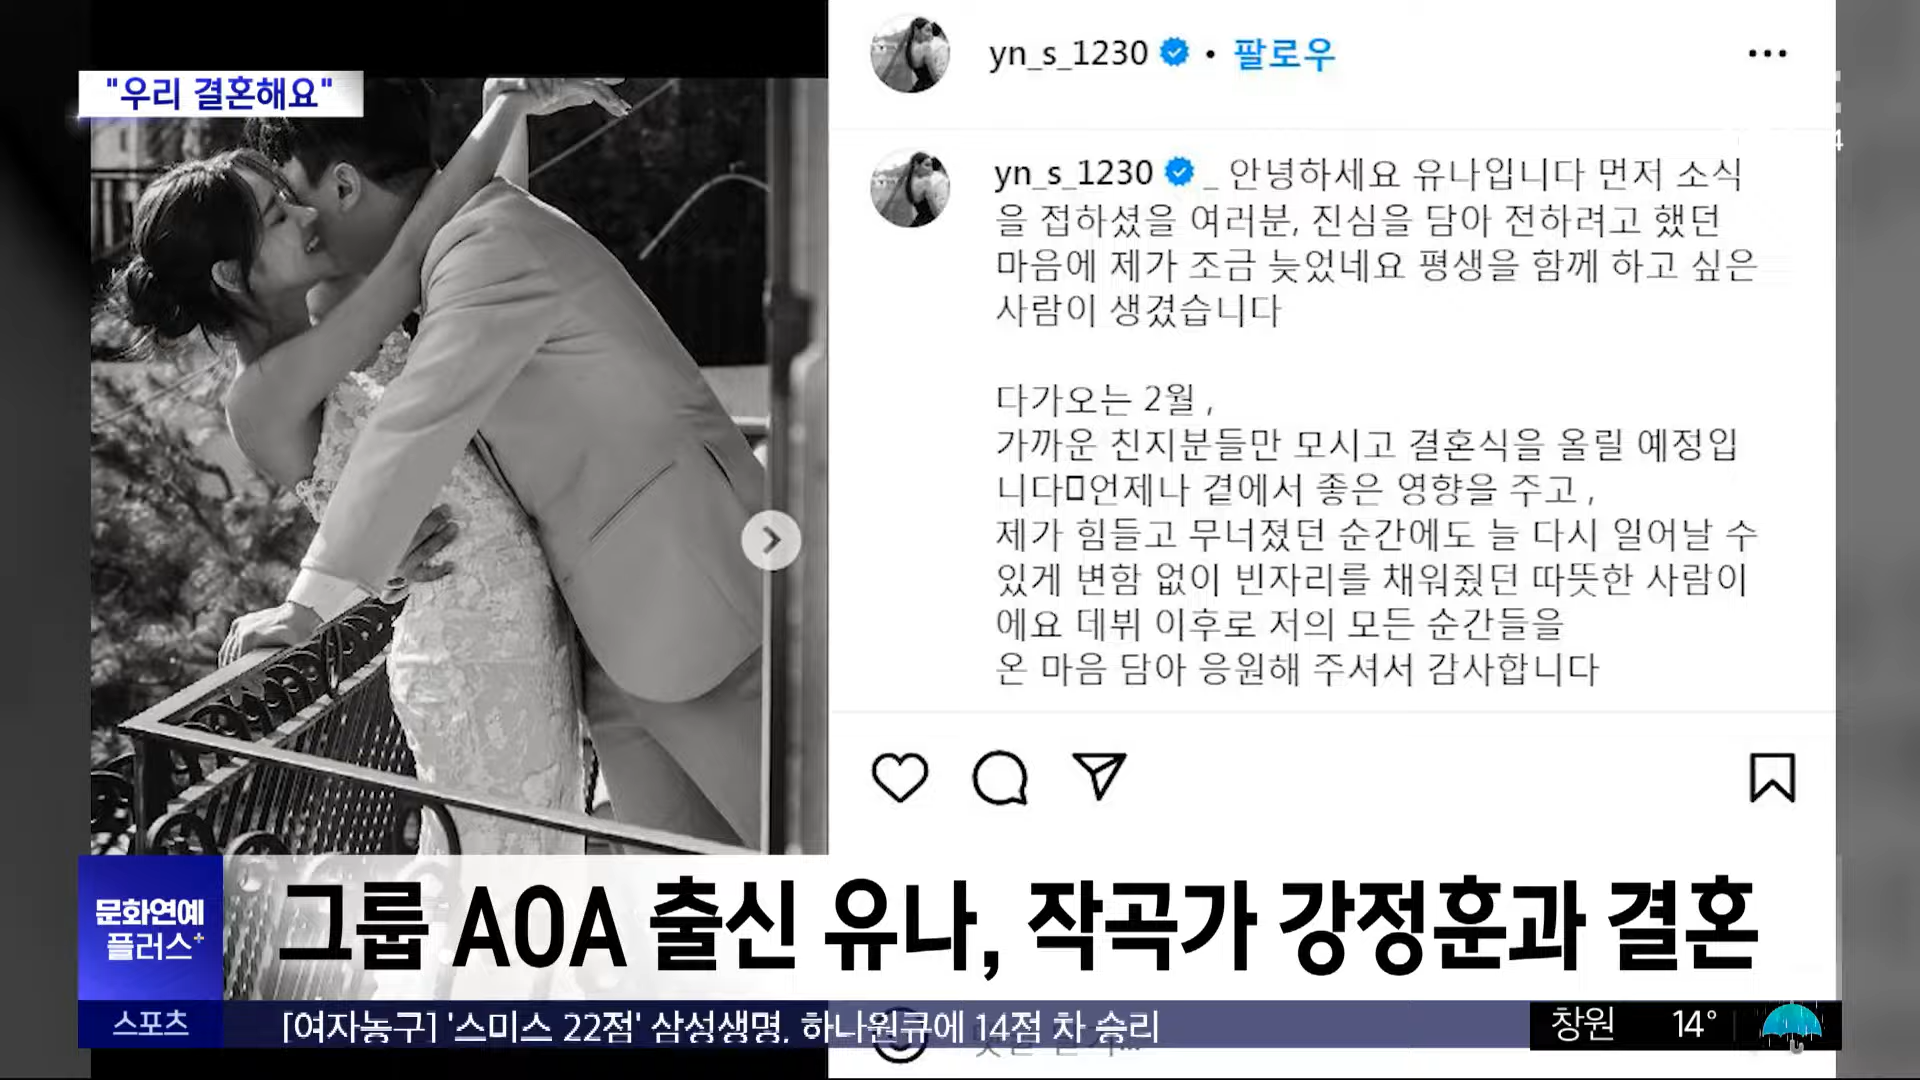 "우리 결혼해요"
yn_s_1230 • 팔로우
yn_s_1230 _ 안녕하세요 유나입니다 먼저 소식
을 접하셨을 여러분, 진심을 담아 전하려고 했던
마음에 제가 조금 늦었네요 평생을 함께 하고 싶은
사람이 생겼습니다
다가오는 2월 ,
가까운 친지분들만 모시고 결혼식을 올릴 예정입
니다언제나 곁에서 좋은 영향을 주고 ,
제가 힘들고 무너졌던 순간에도 늘 다시 일어날 수
있게 변함 없이 빈자리를 채워줬던 따뜻한 사람이
에요 데뷔 이후로 저의 모든 순간들을
온 마음 담아 응원해 주셔서 감사합니다
문화연예
플러스+
그룹 AOA 출신 유나, 작곡가 강정훈과 결혼
스포츠
[여자농구] '스미스 22점' 삼성생명, 하나원큐에 14점 차 승리
창원 14°